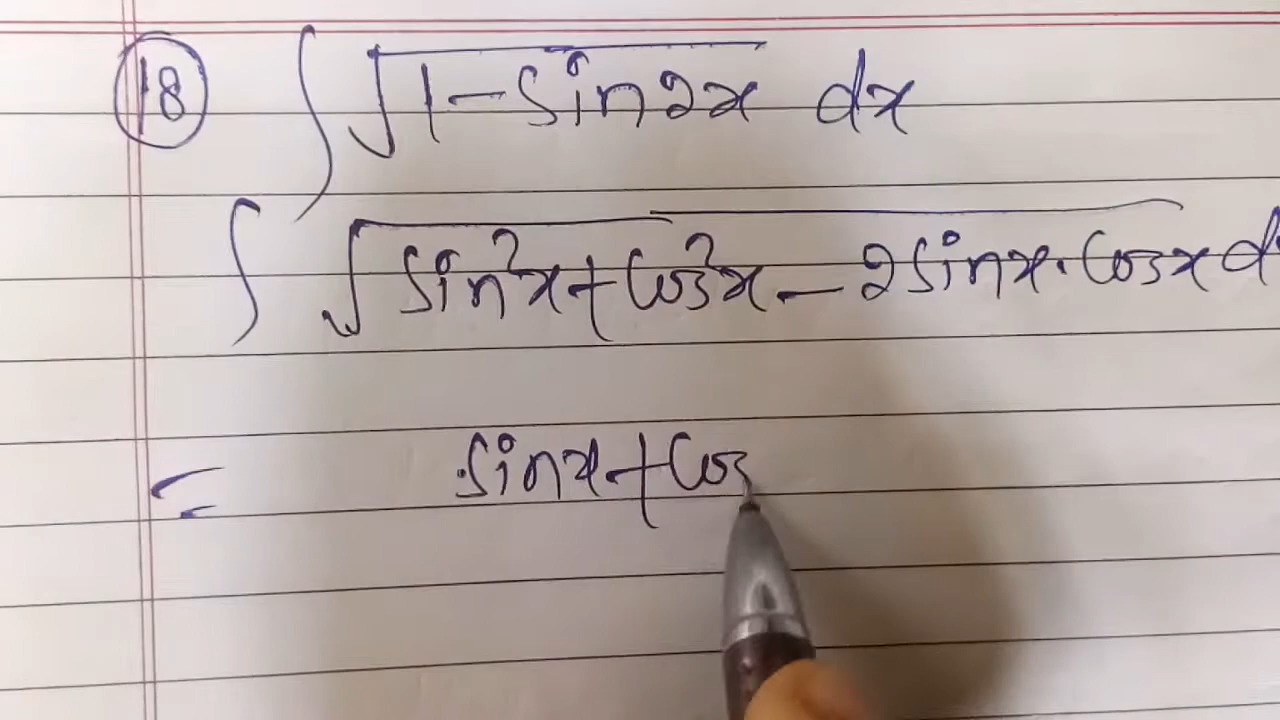 18 ∫ √1 - sin2x dx
∫ √sin²x + cos²x - 2sinx.cosx d
= sinx + cos